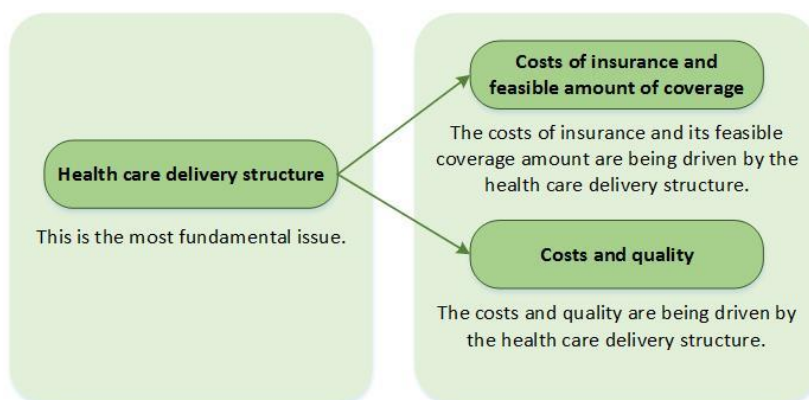 Health care delivery structure
This is the most fundamental issue.
Costs of insurance and
feasible amount of coverage
The costs of insurance and its feasible
coverage amount are being driven by the
health care delivery structure.
Costs and quality
The costs and quality are being driven by
the health care delivery structure.